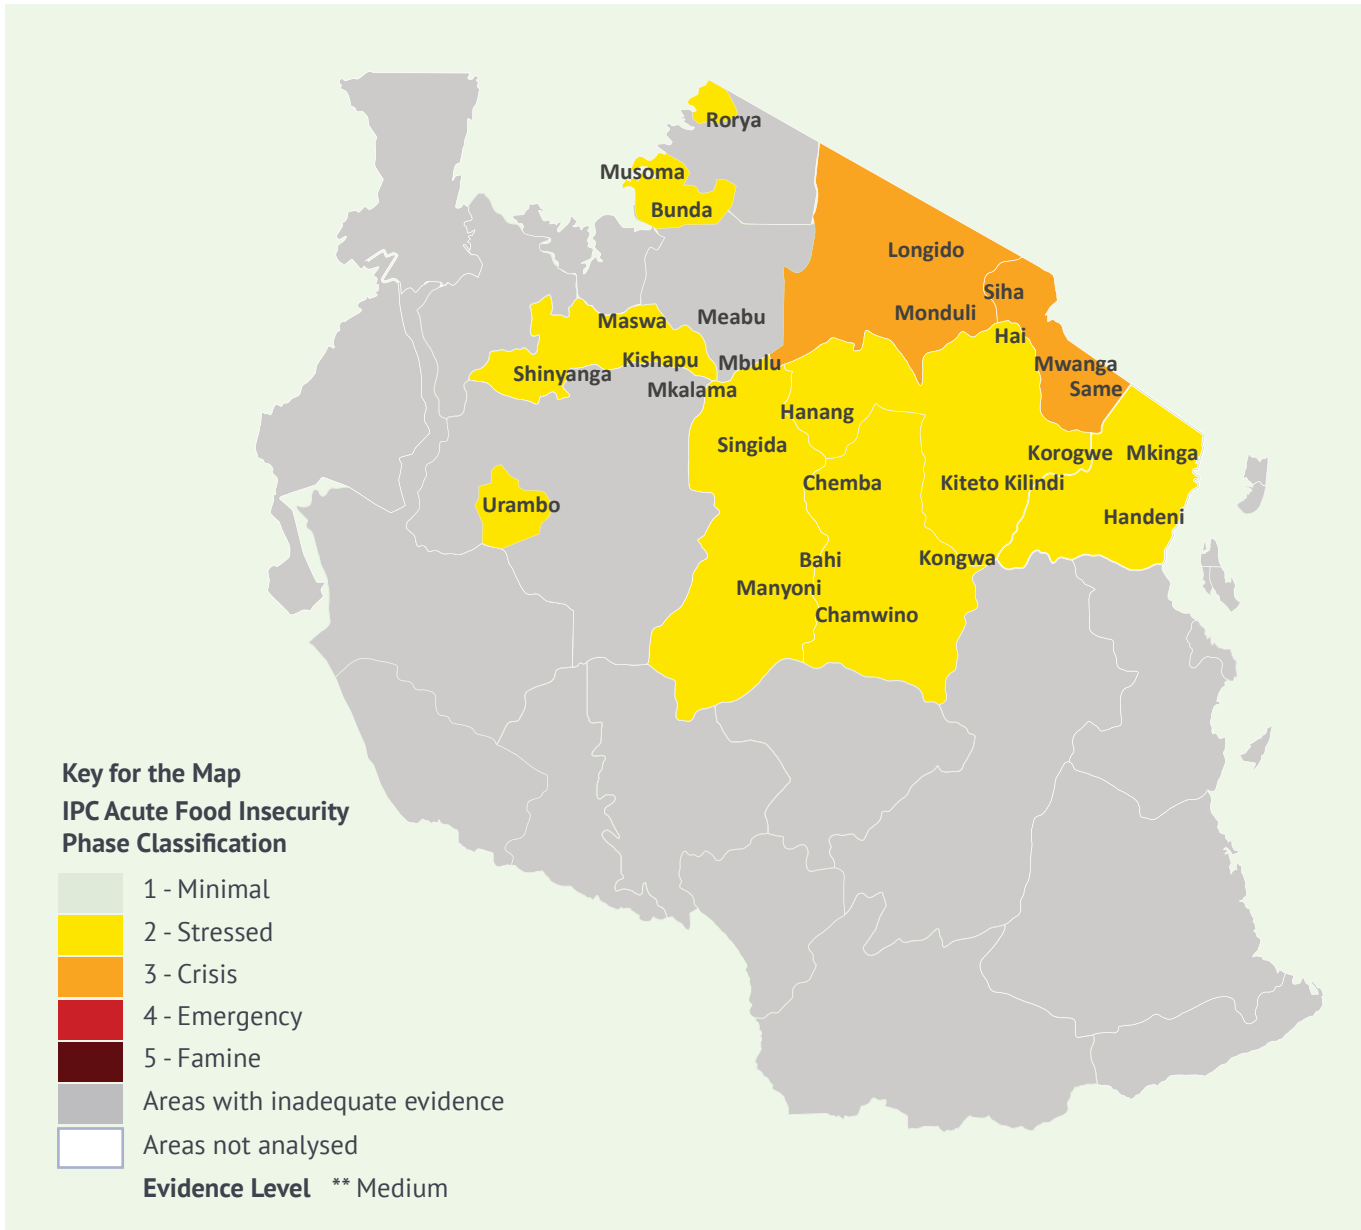 Rorya
Musoma
Bunda
Longido
Siha
Monduli
Meabu
Maswa
Hai
Kishapu
Mbulu
Mwanga
Shinyanga
Mkalama
Same
Hanang
Singida
Korogwe
Mkinga
Chemba
Kiteto Kilindi
Urambo
Handeni
Bahi
Kongwa
Manyoni
Chamwino
Key for the Map
IPC Acute Food Insecurity
Phase Classification
1 - Minimal
2 - Stressed
3 - Crisis
4 - Emergency
5 - Famine
Areas with inadequate evidence
Areas not analysed
Evidence Level ** Medium